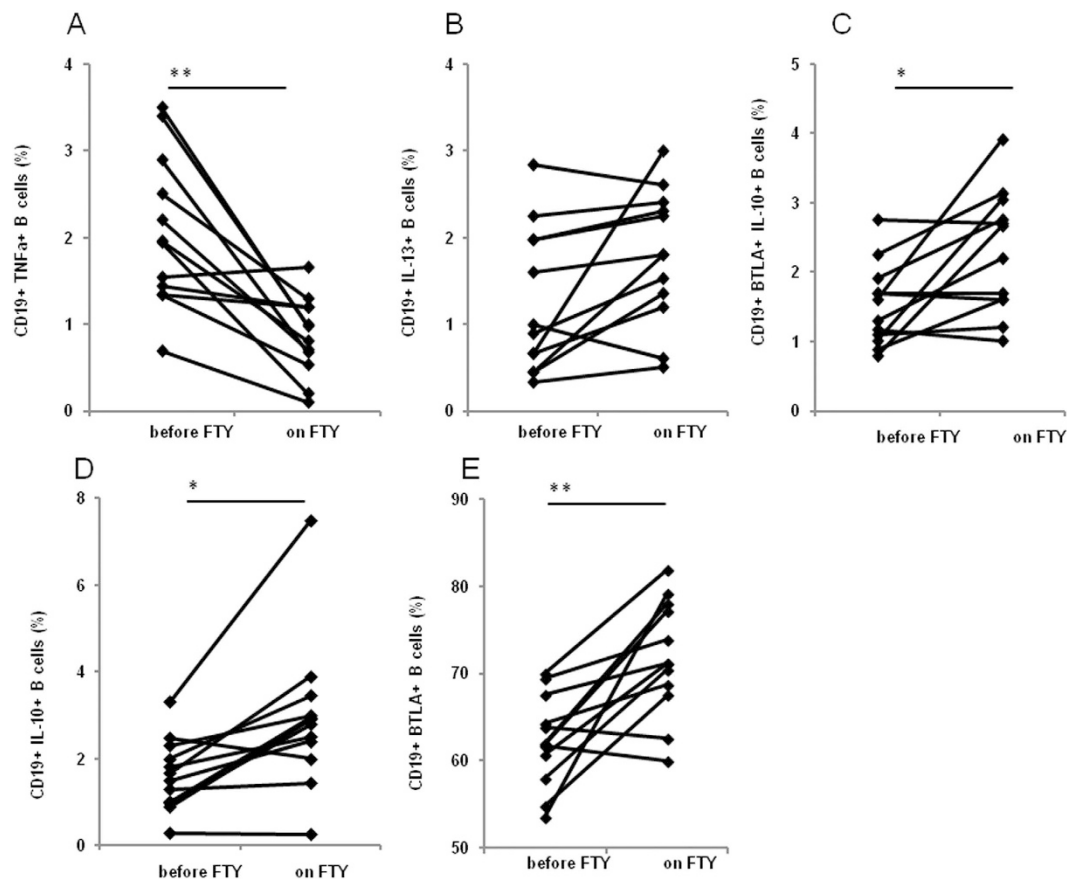 A
CD19+ TNFa+ B cells (%)
4
3
2
1
0
**
before FTY
on FTY
B
CD19+ IL-13+ B cells (%)
4
3
2
1
0
before FTY
on FTY
C
CD19+ BTLA+ IL-10+ B cells (%)
5
4
3
2
1
0
*
before FTY
on FTY
D
CD19+ IL-10+ B cells (%)
8
6
4
2
0
*
before FTY
on FTY
E
CD19+ BTLA+ B cells (%)
90
80
70
60
50
**
before FTY
on FTY